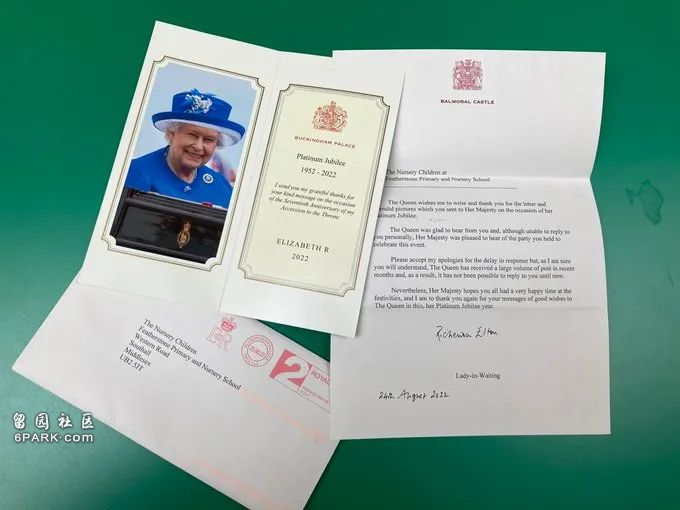 BUCKINGHAM PALACE
Platinum Jubilee
1952 - 2022
I send you my grateful thanks for
your kind message on the occasion
of the Seventieth Anniversary of my
Accession to the Throne
ELIZABETH R
2022
BALMORAL CASTLE
The Nursery Children at
Featherstone Primary and Nursery School
The Queen wishes me to write and thank you for the letter and
splendid pictures which you sent to Her Majesty on the occasion of her
Platinum Jubilee.
The Queen was glad to hear from you and, although unable to reply to
you personally, Her Majesty was pleased to hear of the party you held to
celebrate this event.
Please accept my apologies for the delay in response but, as I am sure
you will understand, The Queen has received a large volume of post in recent
months and, as a result, it has not been possible to reply to you until now.
Nevertheless, Her Majesty hopes you all had a very happy time at the
festivities, and I am to thank you again for your messages of good wishes to
The Queen in this, her Platinum Jubilee year.
Richenda Elton
Lady-in-Waiting
24th August 2022
The Nursery Children
Featherstone Primary and Nursery School
Western Road
Southall
Middlesex
UB2 5JT
EIIR
2
ROYAL
留园社区
6PARK.COM